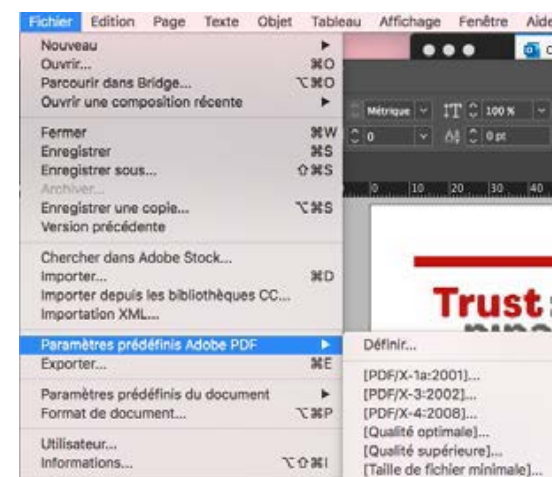 Fichier Edition Page Texte Objet Tableau Affichage Fenêtre Aide
Nouveau
Ouvrir... ⌘O
Parcourir dans Bridge... ⌥⌘O
Ouvrir une composition récente
Métrique 100 %
Fermer ⌘W
0 0 pt
Enregistrer ⌘S
Enregistrer sous... ⇧⌘S
Archiver...
0 10 20 30 40
Enregistrer une copie... ⌥⌘S
Version précédente
Chercher dans Adobe Stock...
Importer... ⌘D
Importer depuis les bibliothèques CC...
Importation XML...
Trust
Paramètres prédéfinis Adobe PDF
Définir...
Exporter... ⌘E
[PDF/X-1a:2001]...
Paramètres prédéfinis du document
[PDF/X-3:2002]...
Format de document... ⌥⌘P
[PDF/X-4:2008]...
[Qualité optimale]...
Utilisateur...
[Qualité supérieure]...
Informations... ⌥⇧⌘I
[Taille de fichier minimale]...